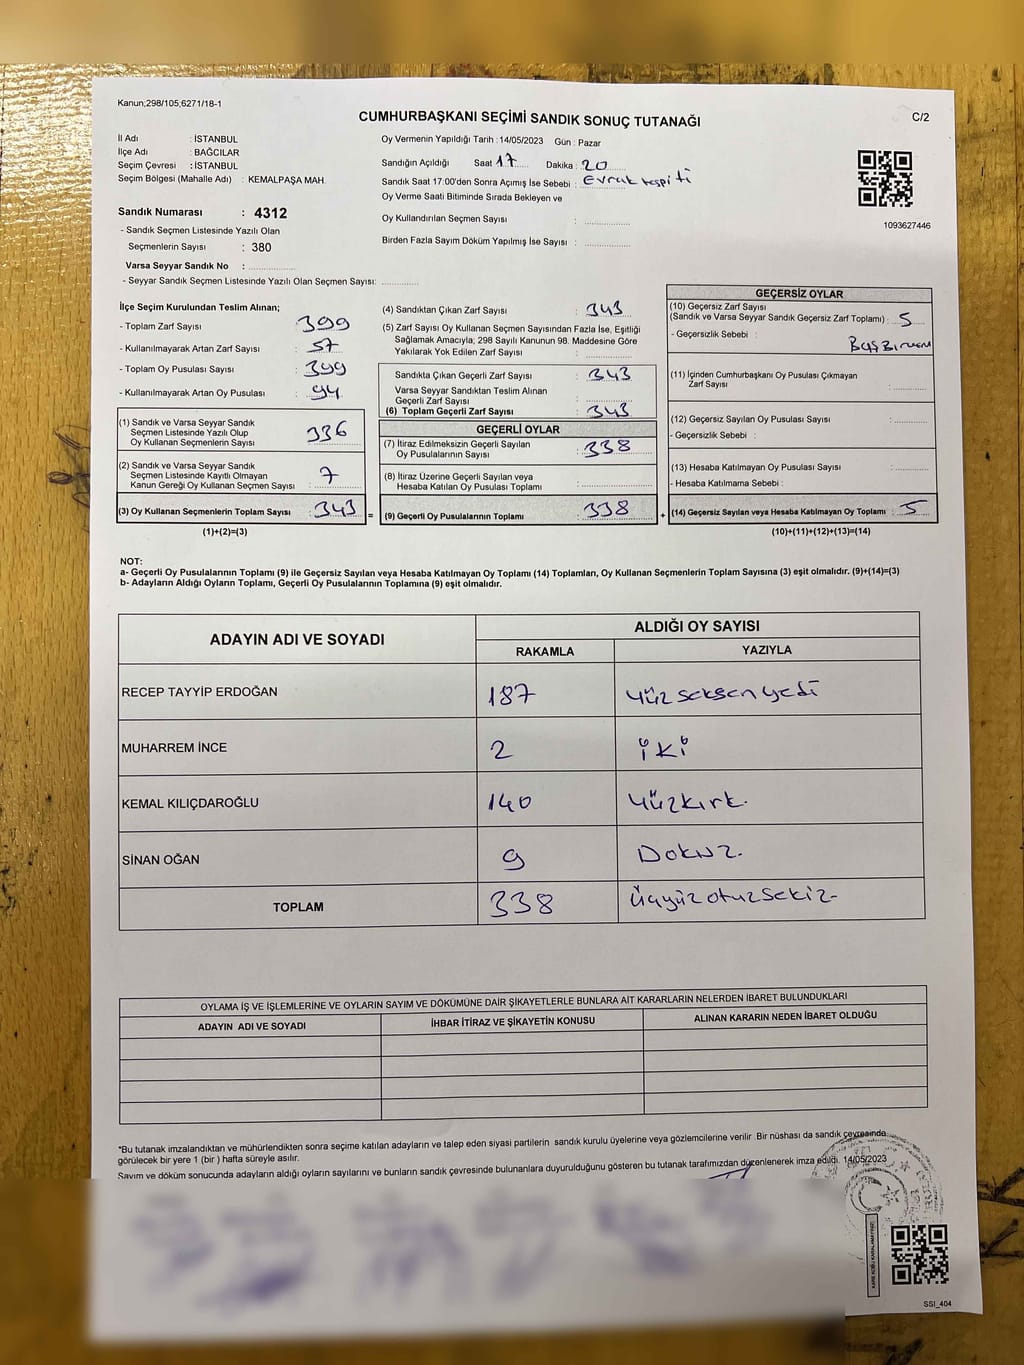 Kanun;298/105;6271/18-1
CUMHURBAŞKANI SEÇİMİ SANDIK SONUÇ TUTANAĞI
C/2
İl Adı : İSTANBUL
İlçe Adı : BAĞCILAR
Seçim Çevresi : İSTANBUL
Seçim Bölgesi (Mahalle Adı) : KEMALPAŞA MAH.
Sandık Numarası : 4312
- Sandık Seçmen Listesinde Yazılı Olan
Seçmenlerin Sayısı : 380
Varsa Seyyar Sandık No :
- Seyyar Sandık Seçmen Listesinde Yazılı Olan Seçmen Sayısı:
Oy Vermenin Yapıldığı Tarih : 14/05/2023 Gün : Pazar
Sandığın Açıldığı Saat 17 Dakika : 20
Sandık Saat 17:00'den Sonra Açımış İse Sebebi : Evrak tespiti
Oy Verme Saati Bitiminde Sırada Bekleyen ve
Oy Kullandırılan Seçmen Sayısı :
Birden Fazla Sayım Döküm Yapılmış İse Sayısı :
1093627446
İlçe Seçim Kurulundan Teslim Alınan;
- Toplam Zarf Sayısı : 399
- Kullanılmayarak Artan Zarf Sayısı : 57
- Toplam Oy Pusulası Sayısı : 399
- Kullanılmayarak Artan Oy Pusulası : 94
(1) Sandık ve Varsa Seyyar Sandık
Seçmen Listesinde Yazılı Olup
Oy Kullanan Seçmenlerin Sayısı : 336
(2) Sandık ve Varsa Seyyar Sandık
Seçmen Listesinde Kayıtlı Olmayan
Kanun Gereği Oy Kullanan Seçmen Sayısı : 7
(3) Oy Kullanan Seçmenlerin Toplam Sayısı : 343 =
(1)+(2)=(3)
(4) Sandıktan Çıkan Zarf Sayısı : 343
(5) Zarf Sayısı Oy Kullanan Seçmen Sayısından Fazla İse, Eşitliği
Sağlamak Amacıyla; 298 Sayılı Kanunun 98. Maddesine Göre
Yakılarak Yok Edilen Zarf Sayısı :
Sandıkta Çıkan Geçerli Zarf Sayısı : 343
Varsa Seyyar Sandıktan Teslim Alınan
Geçerli Zarf Sayısı :
(6) Toplam Geçerli Zarf Sayısı : 343
GEÇERLİ OYLAR
(7) İtiraz Edilmeksizin Geçerli Sayılan
Oy Pusulalarının Sayısı : 338
(8) İtiraz Üzerine Geçerli Sayılan veya
Hesaba Katılan Oy Pusulası Toplamı :
(9) Geçerli Oy Pusulalarının Toplamı : 338 +
GEÇERSİZ OYLAR
(10) Geçersiz Zarf Sayısı
(Sandık ve Varsa Seyyar Sandık Geçersiz Zarf Toplamı) : 5
- Geçersizlik Sebebi :
(11) İçinden Cumhurbaşkanı Oy Pusulası Çıkmayan
Zarf Sayısı :
(12) Geçersiz Sayılan Oy Pusulası Sayısı :
- Geçersizlik Sebebi :
(13) Hesaba Katılmayan Oy Pusulası Sayısı :
- Hesaba Katılmama Sebebi :
(14) Geçersiz Sayılan veya Hesaba Katılmayan Oy Toplamı : 5
(10)+(11)+(12)+(13)=(14)
NOT:
a- Geçerli Oy Pusulalarının Toplamı (9) ile Geçersiz Sayılan veya Hesaba Katılmayan Oy Toplamı (14) Toplamları, Oy Kullanan Seçmenlerin Toplam Sayısına (3) eşit olmalıdır. (9)+(14)=(3)
b- Adayların Aldığı Oyların Toplamı, Geçerli Oy Pusulalarının Toplamına (9) eşit olmalıdır.
ADAYIN ADI VE SOYADI ALDIĞI OY SAYISI
RAKAMLA YAZIYLA
RECEP TAYYİP ERDOĞAN 187 Yüzseksenyedi
MUHARREM İNCE 2 İki
KEMAL KILIÇDAROĞLU 140 Yüzkırk.
SİNAN OĞAN 9 Dokuz.
TOPLAM 338 Üçyüzotuzsekiz-
OYLAMA İŞ VE İŞLEMLERİNE VE OYLARIN SAYIM VE DÖKÜMÜNE DAİR ŞİKAYETLERLE BUNLARA AİT KARARLARIN NELERDEN İBARET BULUNDUKLARI
ADAYIN ADI VE SOYADI İHBAR İTİRAZ VE ŞİKAYETİN KONUSU ALINAN KARARIN NEDEN İBARET OLDUĞU
*Bu tutanak imzalandıktan ve mühürlendikten sonra seçime katılan adayların ve talep eden siyasi partilerin sandık kurulu üyelerine veya gözlemcilerine verilir. Bir nüshası da sandık çevresinde
görülecek bir yere 1 (bir ) hafta süreyle asılır.
Sayım ve döküm sonucunda adayların aldığı oyların sayılarını ve bunların sandık çevresinde bulunanlara duyurulduğunu gösteren bu tutanak tarafımızdan düzenlenerek imza edildi. 14/05/2023
SSI_404